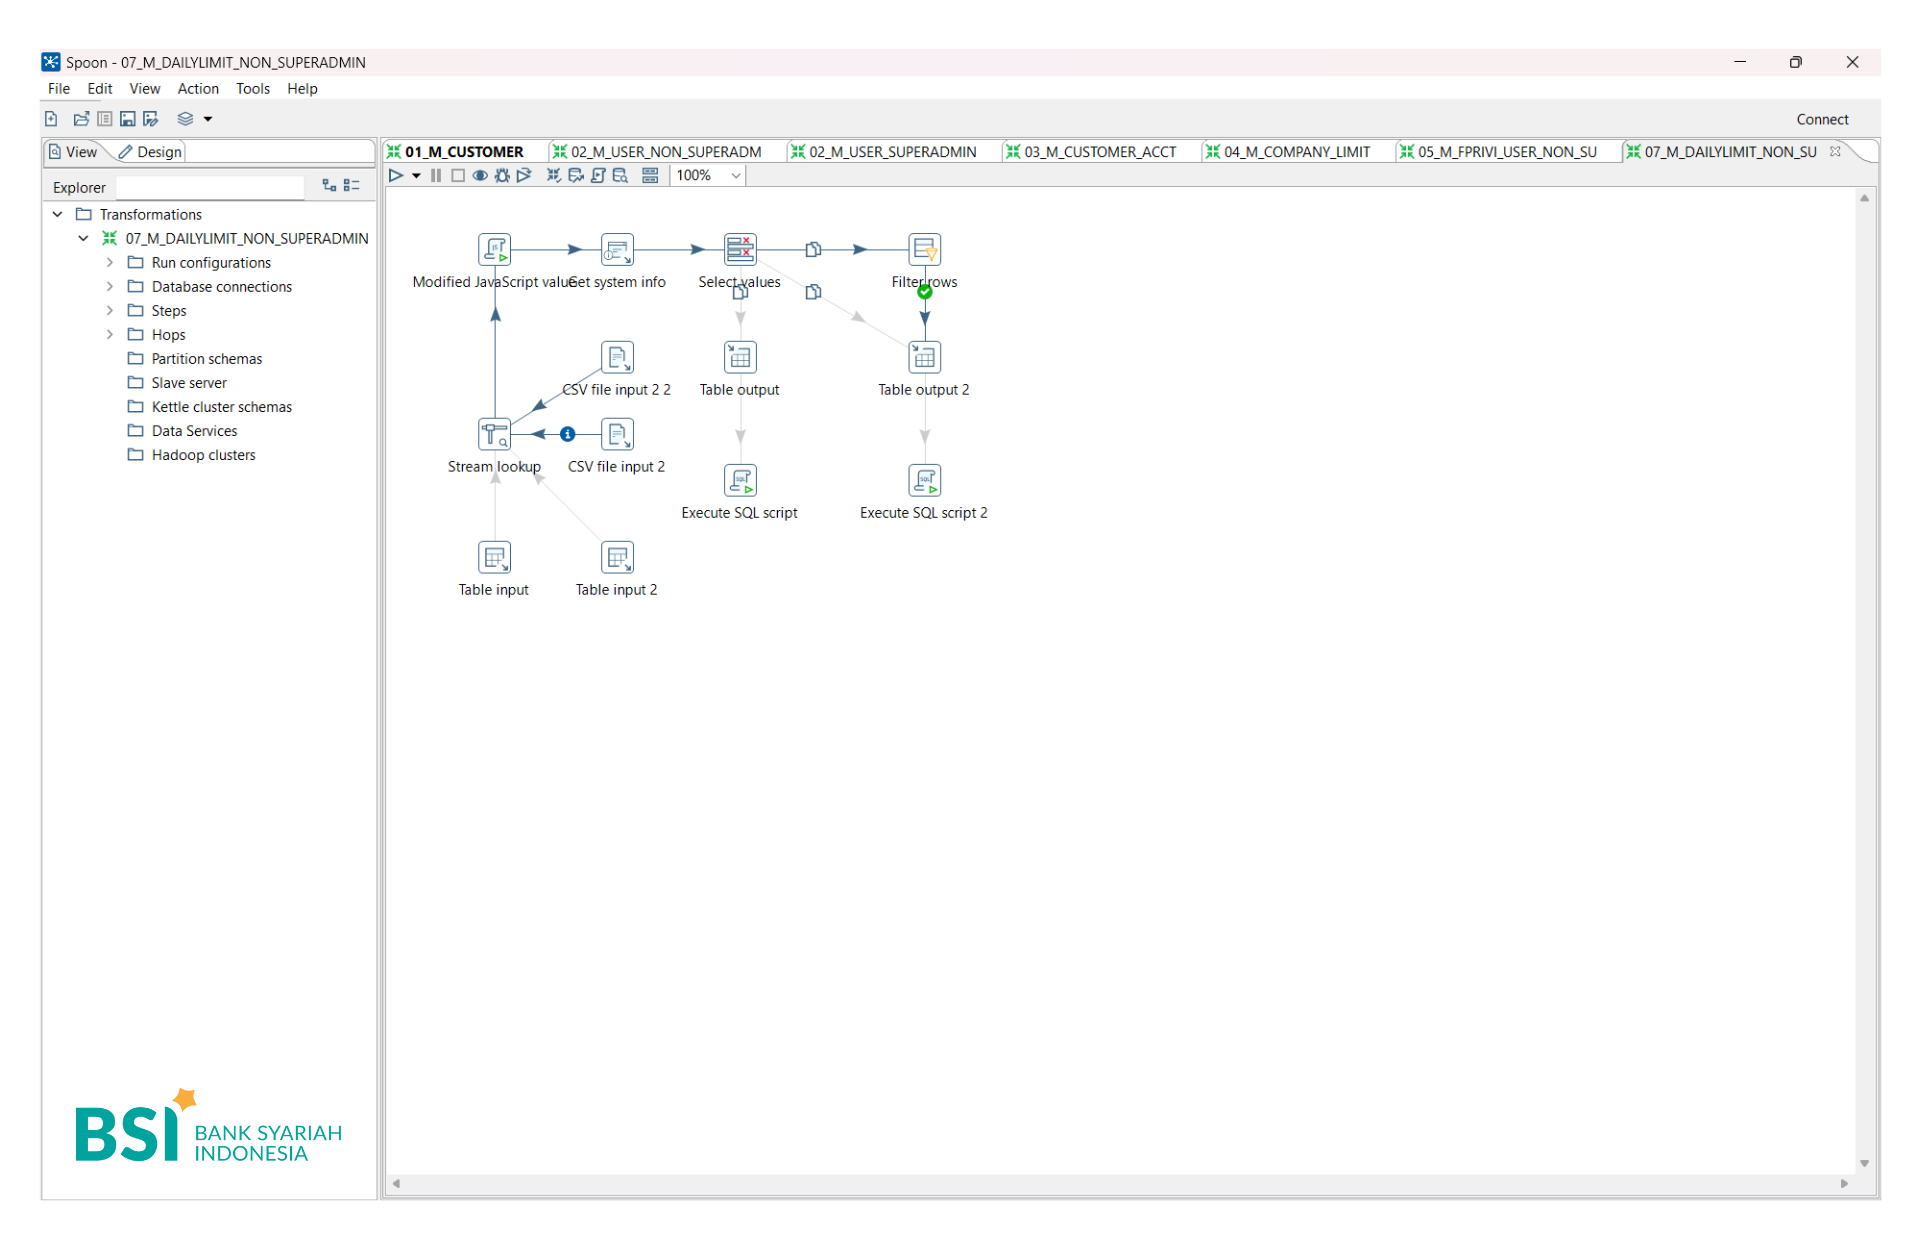 Spoon - 07_M_DAILYLIMIT_NON_SUPERADMIN
File Edit View Action Tools Help
Connect
View Design
01_M_CUSTOMER 02_M_USER_NON_SUPERADM 02_M_USER_SUPERADMIN 03_M_CUSTOMER_ACCT 04_M_COMPANY_LIMIT 05_M_FPRIVI_USER_NON_SU 07_M_DAILYLIMIT_NON_SU
100%
Explorer
Transformations
07_M_DAILYLIMIT_NON_SUPERADMIN
Run configurations
Database connections
Steps
Hops
Partition schemas
Slave server
Kettle cluster schemas
Data Services
Hadoop clusters
Modified JavaScript value Get system info Select values Filter rows
CSV file input 2 2 Table output Table output 2
Stream lookup CSV file input 2
Execute SQL script Execute SQL script 2
Table input Table input 2
BSI BANK SYARIAH
INDONESIA